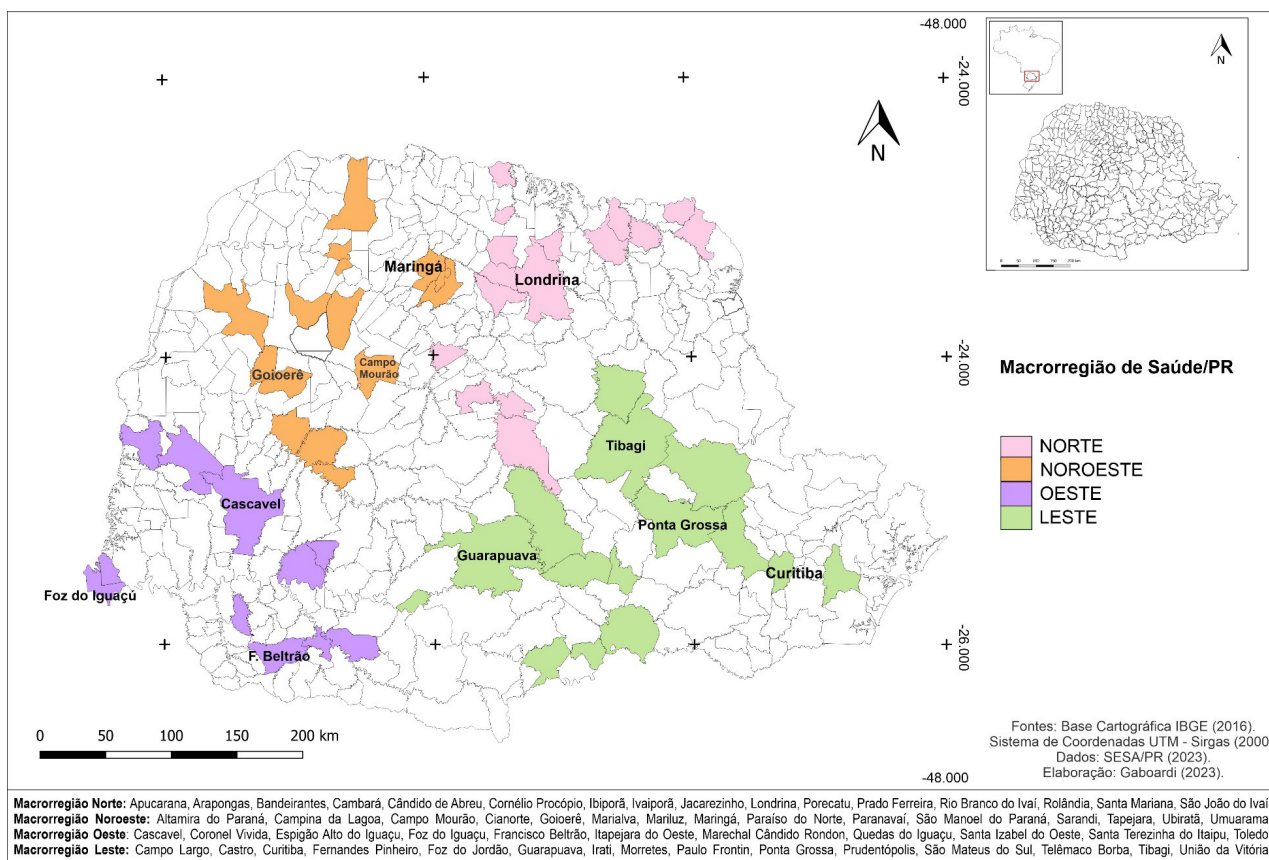 -48.000
-24.000
N
N
0 50 100 150 200 km
Maringá
Londrina
Goioerê
Campo
Mourão
-24.000
Macrorregião de Saúde/PR
NORTE
NOROESTE
OESTE
LESTE
Tibagi
Cascavel
Ponta Grossa
Guarapuava
Curitiba
Foz do Iguaçú
F. Beltrão
-26.000
0 50 100 150 200 km
-48.000
Fontes: Base Cartográfica IBGE (2016).
Sistema de Coordenadas UTM - Sirgas (2000
Dados: SESA/PR (2023).
Elaboração: Gaboardi (2023).
Macrorregião Norte: Apucarana, Arapongas, Bandeirantes, Cambará, Cândido de Abreu, Cornélio Procópio, Ibiporã, Ivaiporã, Jacarezinho, Londrina, Porecatu, Prado Ferreira, Rio Branco do Ivaí, Rolândia, Santa Mariana, São João do Ivaí
Macrorregião Noroeste: Altamira do Paraná, Campina da Lagoa, Campo Mourão, Cianorte, Goioerê, Marialva, Mariluz, Maringá, Paraíso do Norte, Paranavaí, São Manoel do Paraná, Sarandi, Tapejara, Ubiratã, Umuarama
Macrorregião Oeste: Cascavel, Coronel Vivida, Espigão Alto do Iguaçu, Foz do Iguaçu, Francisco Beltrão, Itapejara do Oeste, Marechal Cândido Rondon, Quedas do Iguaçu, Santa Izabel do Oeste, Santa Terezinha do Itaipu, Toledo
Macrorregião Leste: Campo Largo, Castro, Curitiba, Fernandes Pinheiro, Foz do Jordão, Guarapuava, Irati, Morretes, Paulo Frontin, Ponta Grossa, Prudentópolis, São Mateus do Sul, Telêmaco Borba, Tibagi, União da Vitória